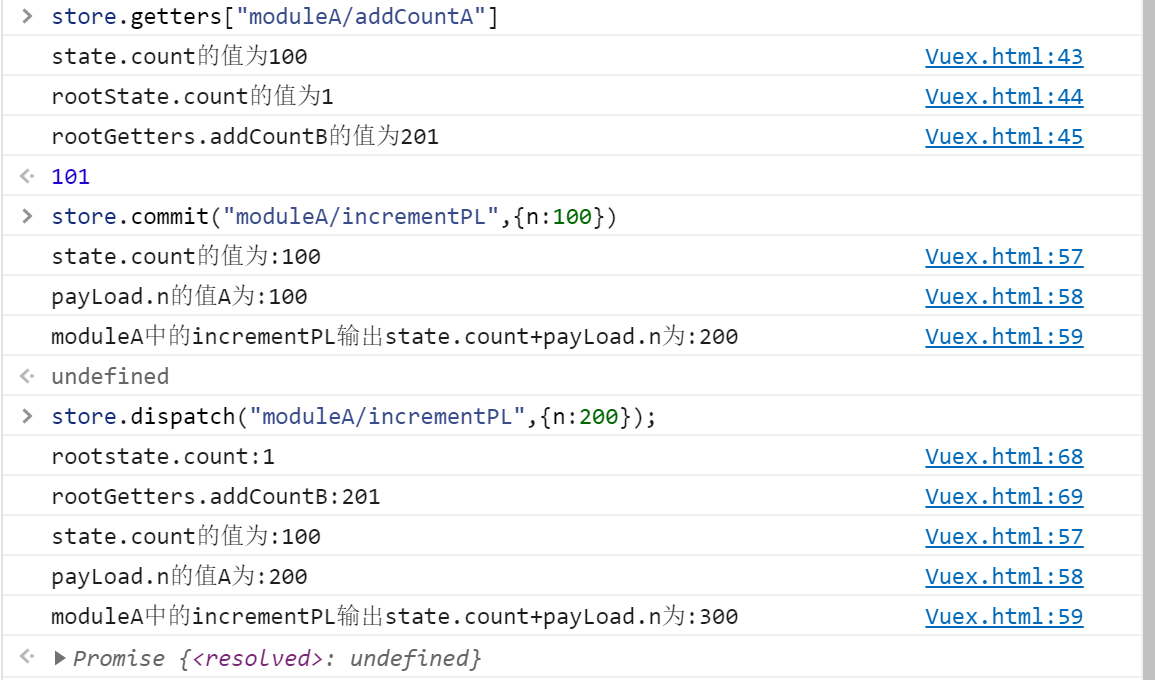 store.getters["moduleA/addCountA"]
state.count的值为100 Vuex.html:43
rootState.count的值为1 Vuex.html:44
rootGetters.addCountB的值为201 Vuex.html:45
101
store.commit("moduleA/incrementPL",{n:100})
state.count的值为:100 Vuex.html:57
payLoad.n的值A为:100 Vuex.html:58
moduleA中的incrementPL输出state.count+payLoad.n为:200 Vuex.html:59
undefined
store.dispatch("moduleA/incrementPL",{n:200});
rootstate.count:1 Vuex.html:68
rootGetters.addCountB:201 Vuex.html:69
state.count的值为:100 Vuex.html:57
payLoad.n的值A为:200 Vuex.html:58
moduleA中的incrementPL输出state.count+payLoad.n为:300 Vuex.html:59
Promise {<resolved>: undefined}